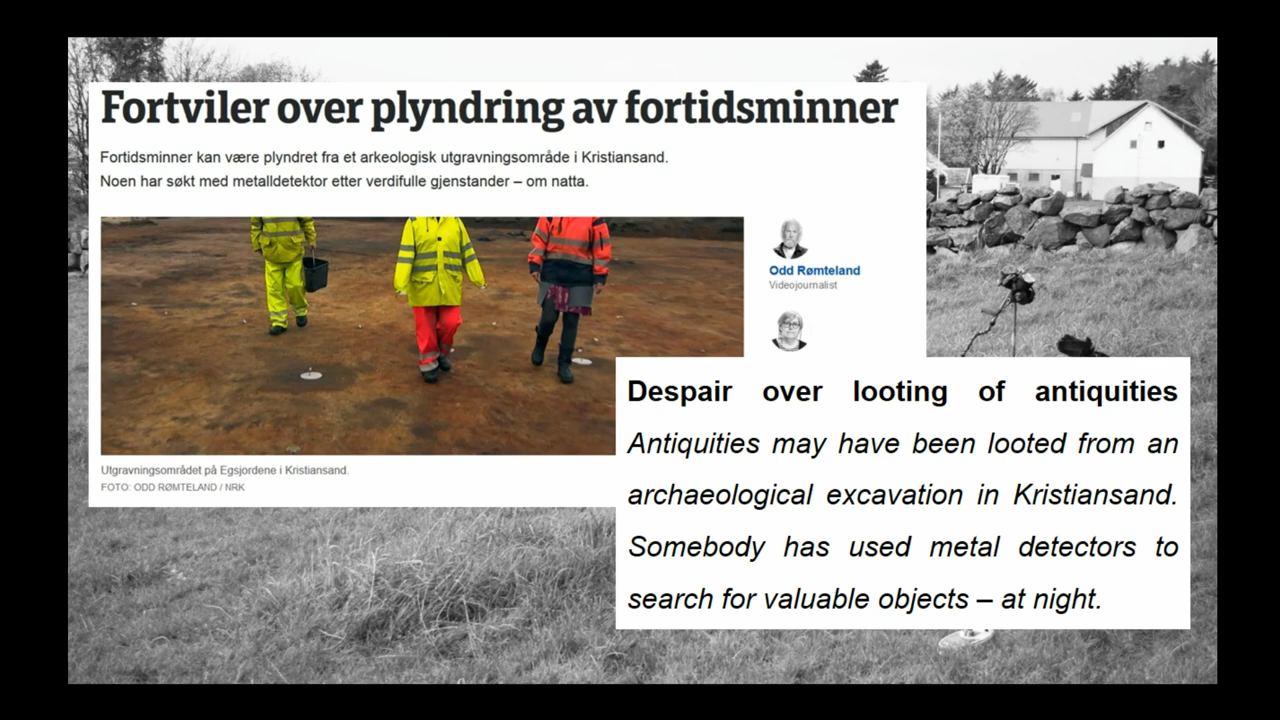 Fortviler over plyndring av fortidsminner
Fortidsminner kan være plyndret fra et arkeologisk utgravningsområde i Kristiansand.
Noen har søkt med metalldetektor etter verdifulle gjenstander – om natta.
Odd Rømteland
Videojournalist
Utgravningsområdet på Egsjordene i Kristiansand.
FOTO: ODD RØMTELAND / NRK
Despair over looting of antiquities
Antiquities may have been looted from an
archaeological excavation in Kristiansand.
Somebody has used metal detectors to
search for valuable objects – at night.